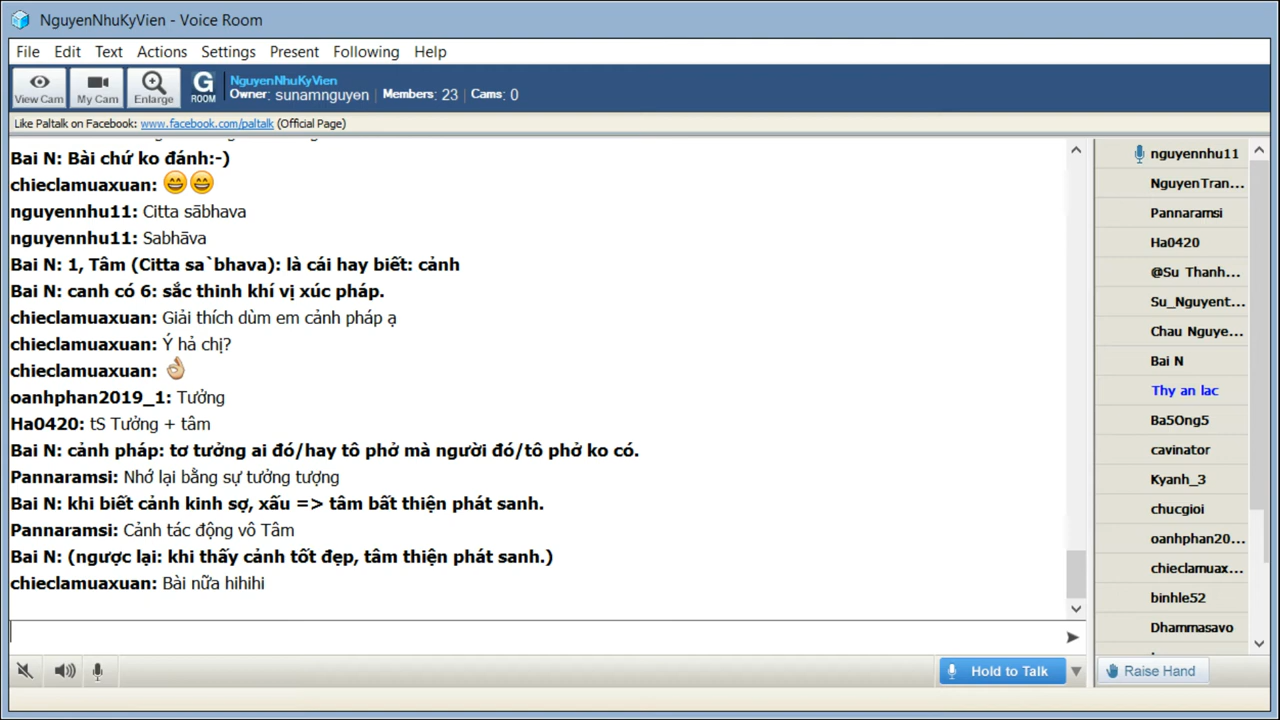 NguyenNhuKyVien - Voice Room
File Edit Text Actions Settings Present Following Help
View Cam
My Cam
Enlarge
G
ROOM
NguyenNhuKyVien
Owner: sunamnguyen | Members: 23 | Cams: 0
Like Paltalk on Facebook: www.facebook.com/paltalk (Official Page)
Bai N: Bài chứ ko đánh:-)
chieclamuaxuan: 😄😄
nguyennhu11: Citta sābhava
nguyennhu11: Sabhāva
Bai N: 1, Tâm (Citta sa`bhava): là cái hay biết: cảnh
Bai N: canh có 6: sắc thinh khí vị xúc pháp.
chieclamuaxuan: Giải thích dùm em cảnh pháp ạ
chieclamuaxuan: Ý hả chị?
chieclamuaxuan: 👌
oanhphan2019_1: Tưởng
Ha0420: tS Tưởng + tâm
Bai N: cảnh pháp: tơ tưởng ai đó/hay tô phở mà người đó/tô phở ko có.
Pannaramsi: Nhớ lại bằng sự tưởng tượng
Bai N: khi biết cảnh kinh sợ, xấu => tâm bất thiện phát sanh.
Pannaramsi: Cảnh tác động vô Tâm
Bai N: (ngược lại: khi thấy cảnh tốt đẹp, tâm thiện phát sanh.)
chieclamuaxuan: Bài nữa hihihi
nguyennhu11
NguyenTran...
Pannaramsi
Ha0420
@Su Thanh...
Su_Nguyent...
Chau Nguye...
Bai N
Thy an lac
Ba5Ong5
cavinator
Kyanh_3
chucgioi
oanhphan20...
chieclamuax...
binhle52
Dhammasavo
Hold to Talk
Raise Hand